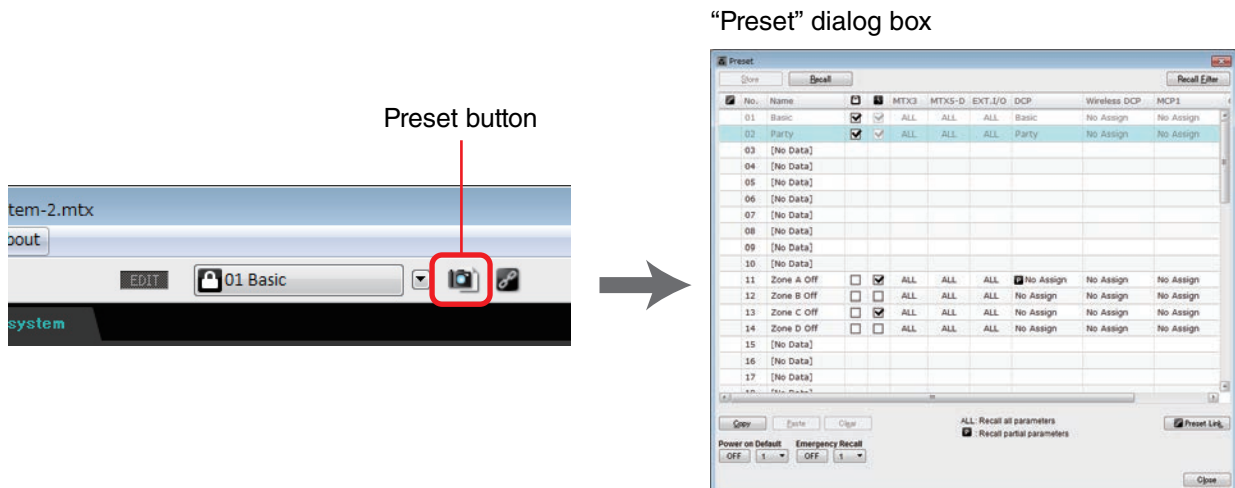 “Preset” dialog box
Preset button
tem-2.mtx
bout
EDIT
01 Basic
system
Preset
Store Recall Recall Filter
No. Name MTX3 MTX5-D EXT.I/O DCP Wireless DCP MCP1
01 Basic ALL ALL ALL Basic No Assign No Assign
02 Party ALL ALL ALL Party No Assign No Assign
03 [No Data]
04 [No Data]
05 [No Data]
06 [No Data]
07 [No Data]
08 [No Data]
09 [No Data]
10 [No Data]
11 Zone A Off ALL ALL ALL P No Assign No Assign No Assign
12 Zone B Off ALL ALL ALL No Assign No Assign No Assign
13 Zone C Off ALL ALL ALL No Assign No Assign No Assign
14 Zone D Off ALL ALL ALL No Assign No Assign No Assign
15 [No Data]
16 [No Data]
17 [No Data]
Copy Paste Clear ALL: Recall all parameters Preset Link
P : Recall partial parameters
Power on Default Emergency Recall
OFF 1 OFF 1
Close